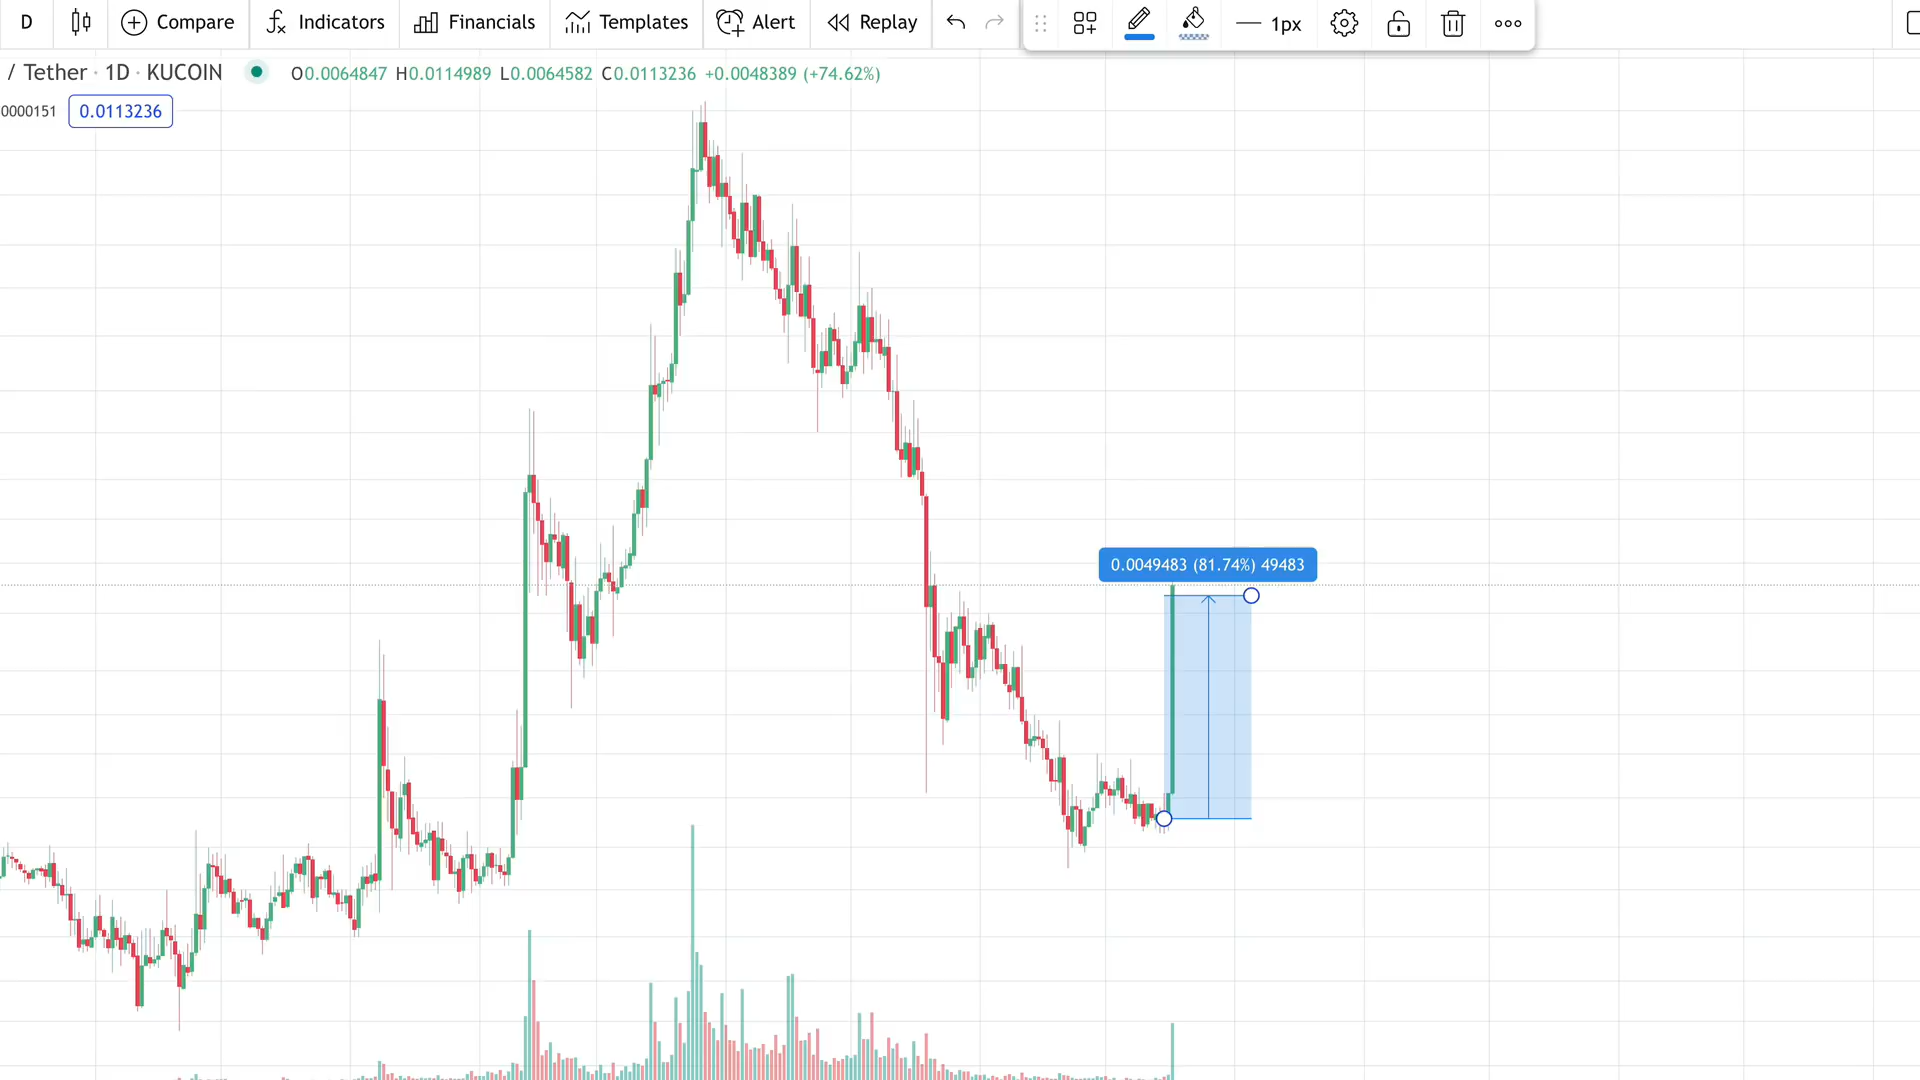 D Compare Indicators Financials Templates Alert Replay 1px
/ Tether · 1D · KUCOIN O0.0064847 H0.0114989 L0.0064582 C0.0113236 +0.0048389 (+74.62%)
0000151 0.0113236
0.0049483 (81.74%) 49483